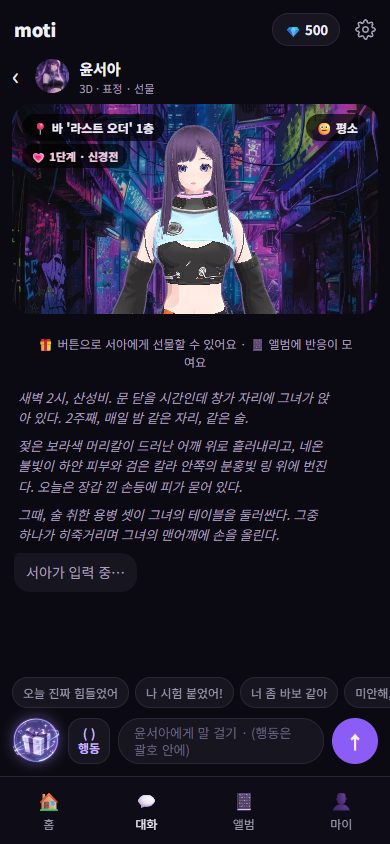 moti
💎 500
‹
윤서아
3D · 표정 · 선물
📍 바 '라스트 오더' 1층
😀 평소
💗 1단계 · 신경전
🎁 버튼으로 서아에게 선물할 수 있어요 · 🎴 앨범에 반응이 모
여요
새벽 2시, 산성비. 문 닫을 시간인데 창가 자리에 그녀가 앉
아 있다. 2주째, 매일 밤 같은 자리, 같은 술.
젖은 보라색 머리칼이 드러난 어깨 위로 흘러내리고, 네온
불빛이 하얀 피부와 검은 칼라 안쪽의 분홍빛 링 위에 번진
다. 오늘은 장갑 낀 손등에 피가 묻어 있다.
그때, 술 취한 용병 셋이 그녀의 테이블을 둘러싼다. 그중
하나가 히죽거리며 그녀의 맨어깨에 손을 올린다.
서아가 입력 중…
오늘 진짜 힘들었어
나 시험 붙었어!
너 좀 바보 같아
미안해,
( )
행동
윤서아에게 말 걸기 · (행동은
괄호 안에)
↑
홈
대화
앨범
마이